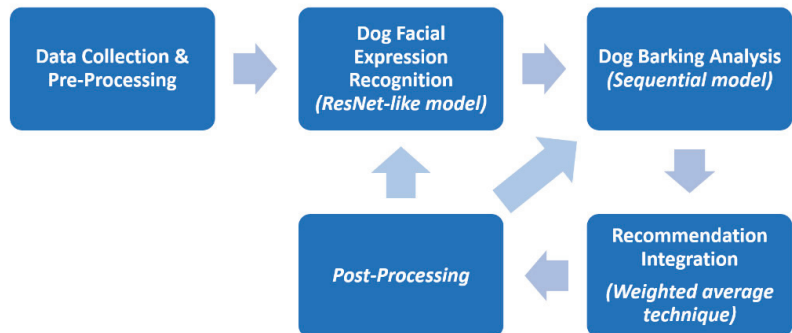 Data Collection &
Pre-Processing
Dog Facial
Expression
Recognition
(ResNet-like model)
Dog Barking Analysis
(Sequential model)
Post-Processing
Recommendation
Integration
(Weighted average
technique)